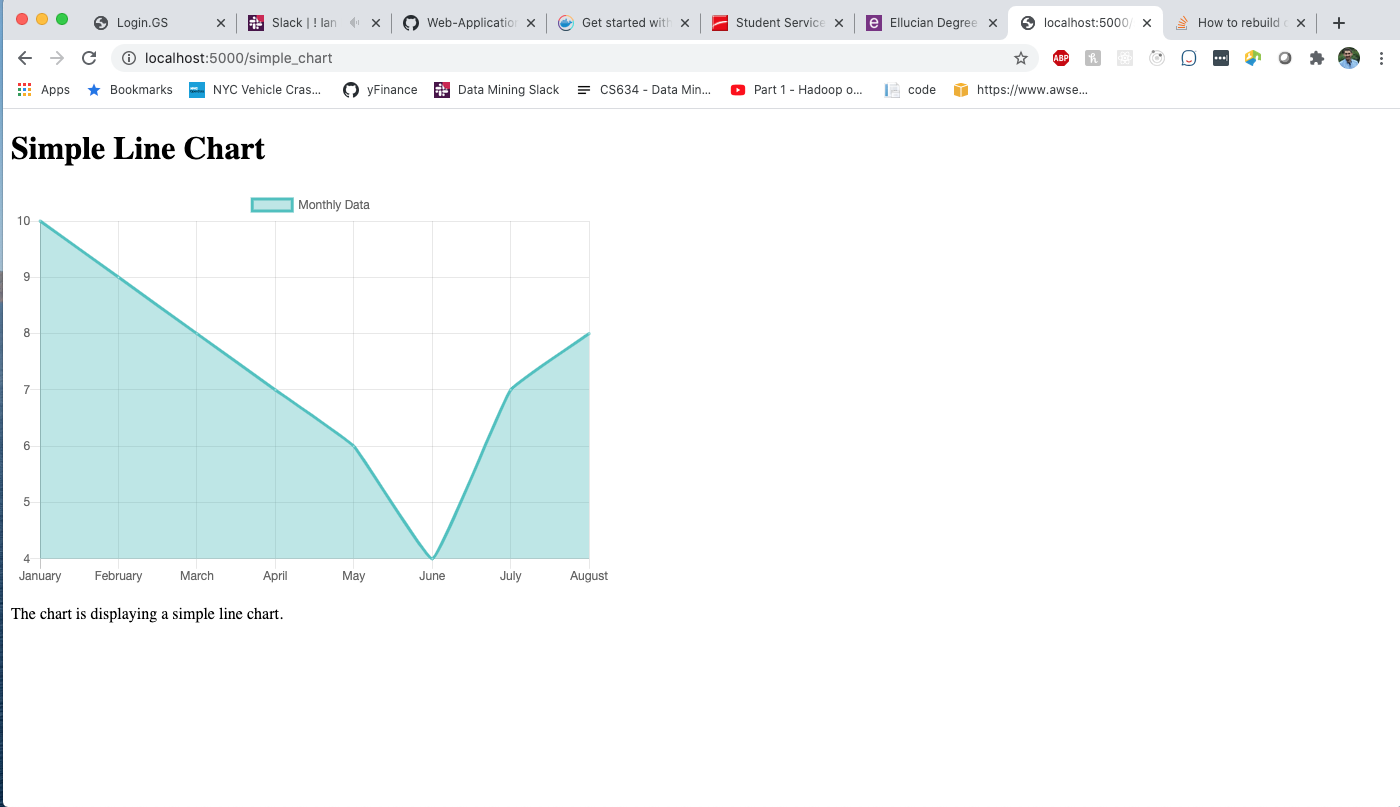 Login.GS Slack | ! Ian Web-Application Get started with Student Service Ellucian Degree localhost:5000/ How to rebuild
localhost:5000/simple_chart ABP
Apps Bookmarks NYC Vehicle Cras... yFinance Data Mining Slack CS634 - Data Min... Part 1 - Hadoop o... code https://www.awse...
Simple Line Chart
Monthly Data
10
9
8
7
6
5
4
January February March April May June July August
The chart is displaying a simple line chart.